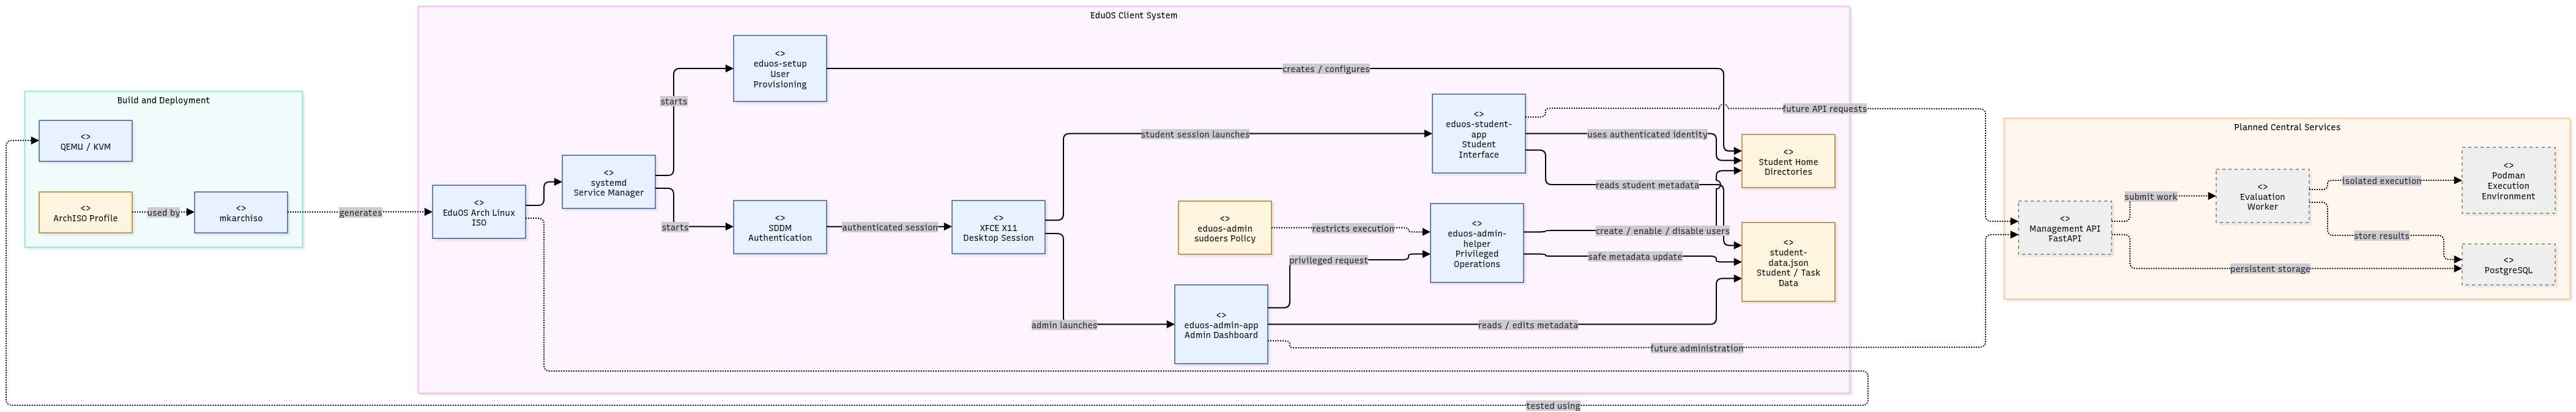 Build and Deployment
<>
QEMU / KVM
<>
ArchISO Profile
used by
<>
mkarchiso
generates
EduOS Client System
<>
EduOS Arch Linux
ISO
<>
systemd
Service Manager
starts
starts
<>
eduos-setup
User
Provisioning
creates / configures
<>
SDDM
Authentication
authenticated session
<>
XFCE X11
Desktop Session
student session launches
admin launches
<>
eduos-admin
sudoers Policy
restricts execution
privileged request
<>
eduos-admin-app
Admin Dashboard
<>
eduos-student-
app
Student
Interface
<>
eduos-admin-
helper
Privileged
Operations
future API requests
uses authenticated identity
reads student metadata
create / enable / disable users
safe metadata update
reads / edits metadata
future administration
<>
Student Home
Directories
<>
student-
data.json
Student / Task
Data
tested using
Planned Central Services
<>
Management API
FastAPI
submit work
<>
Evaluation
Worker
isolated execution
store results
persistent storage
<>
Podman
Execution
Environment
<>
PostgreSQL